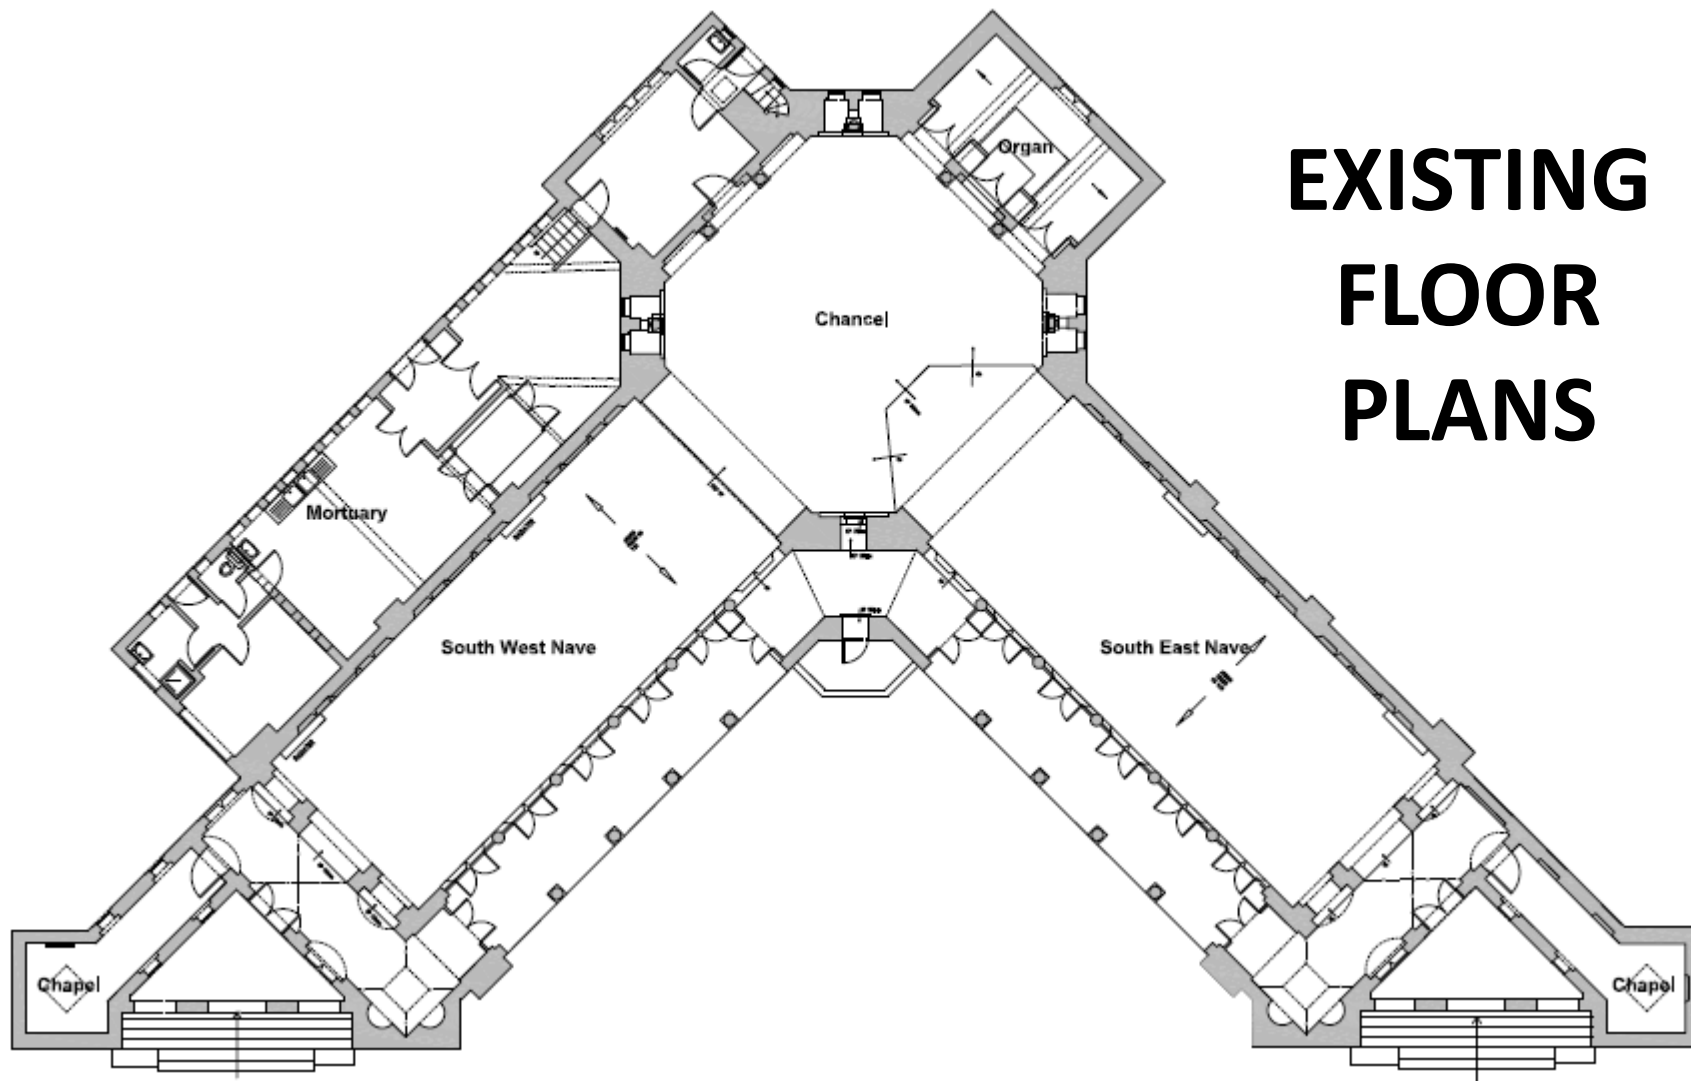 EXISTING
FLOOR
PLANS
Organ
Chancel
Mortuary
South West Nave
South East Nave
Chapel
Chapel